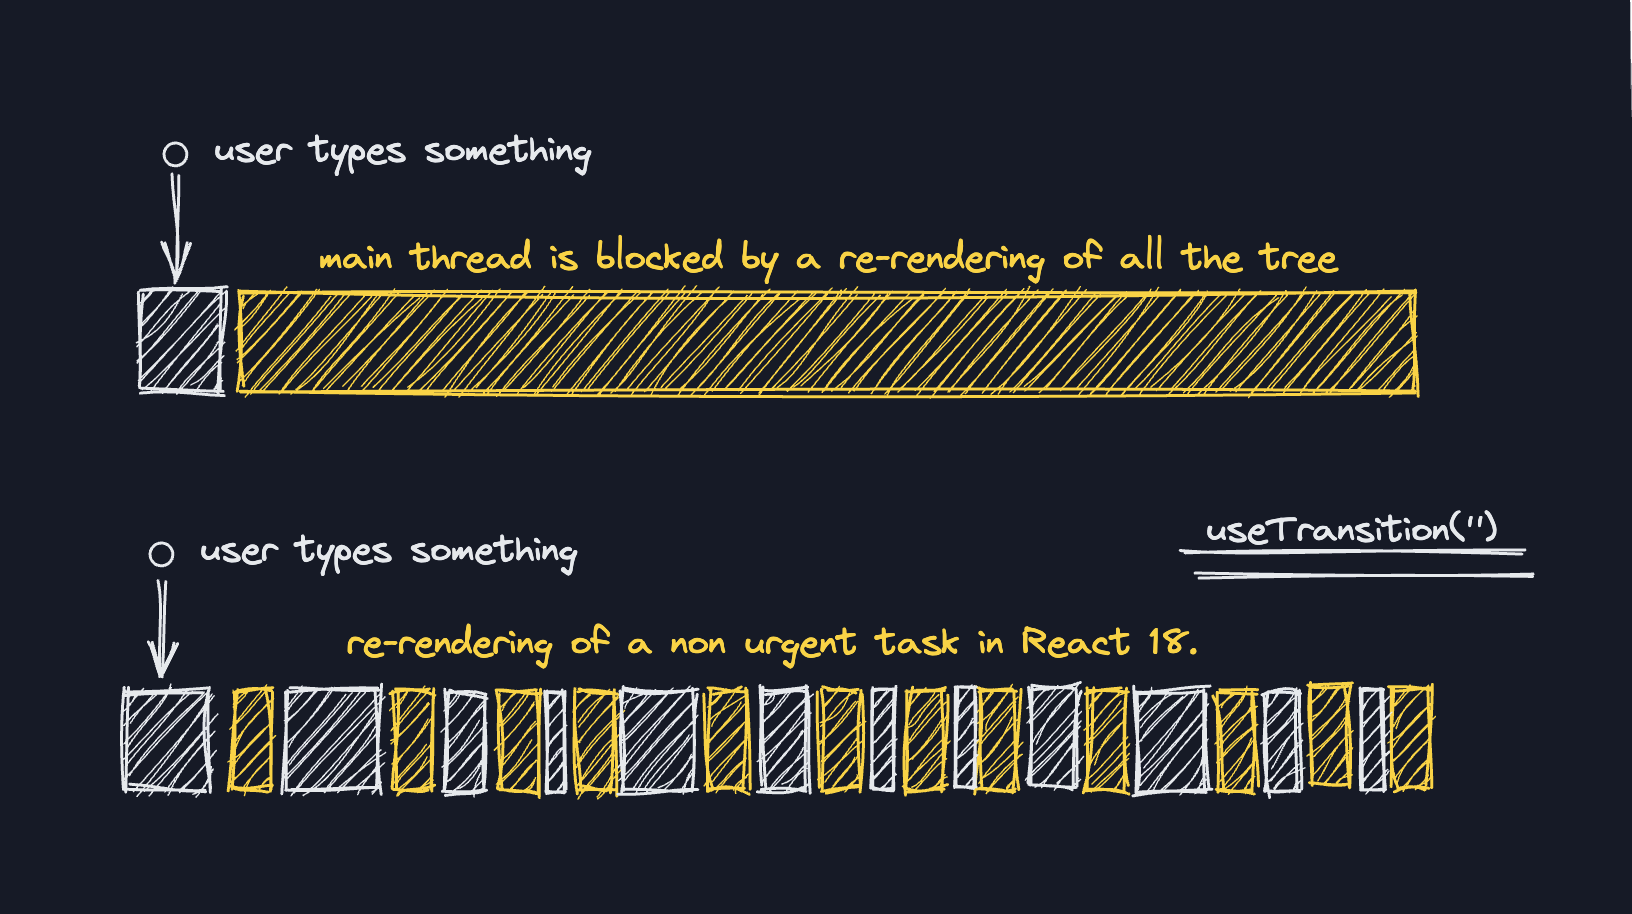 user types something
main thread is blocked by a re-rendering of all the tree
useTransition('')
user types something
re-rendering of a non urgent task in React 18.